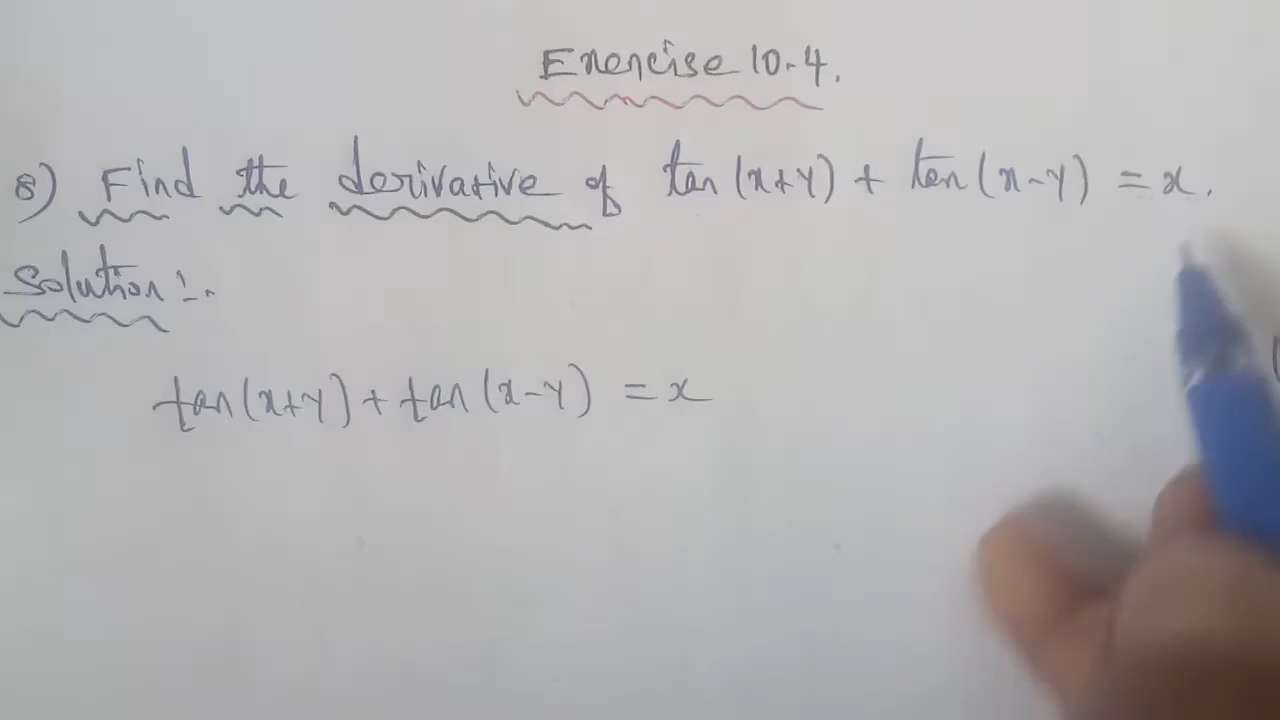 Exercise 10.4.
8) Find the derivative of tan(x+y) + tan(x-y) = x.
Solution:-
tan(x+y) + tan(x-y) = x